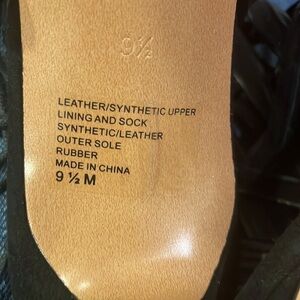 9½
LEATHER/SYNTHETIC UPPER
LINING AND SOCK
SYNTHETIC/LEATHER
OUTER SOLE
RUBBER
MADE IN CHINA
9 ½ M